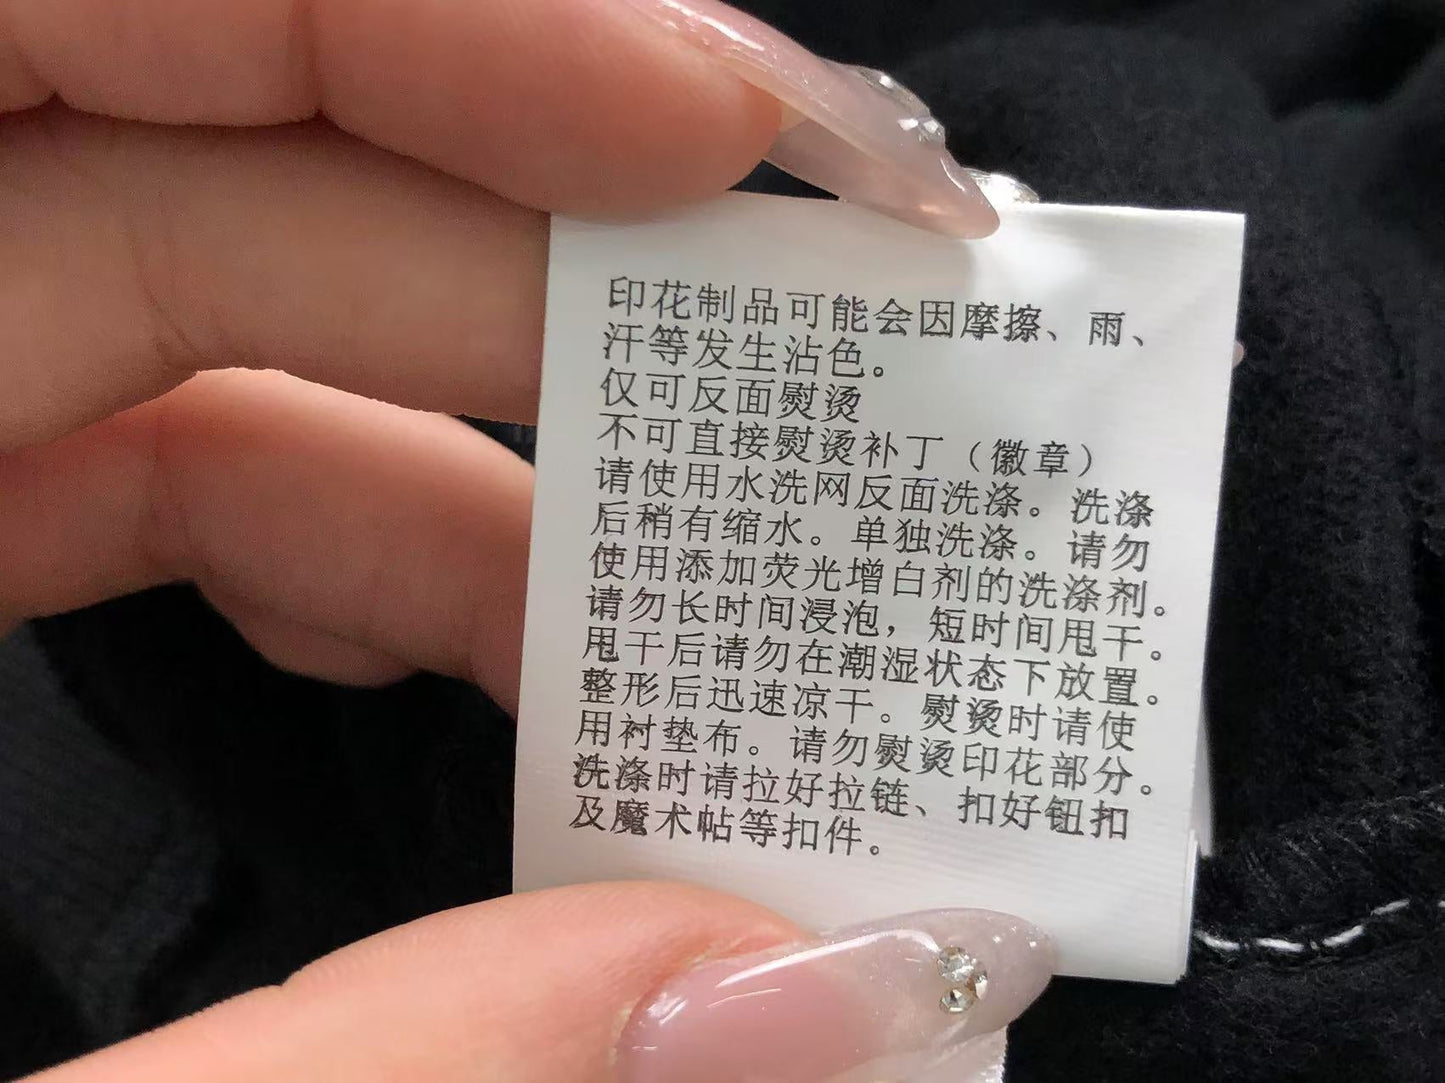 印花制品可能会因摩擦、雨、
汗等发生沾色。
仅可反面熨烫
不可直接熨烫补丁（徽章）
请使用水洗网反面洗涤。洗涤
后稍有缩水。单独洗涤。请勿
使用添加荧光增白剂的洗涤剂。
请勿长时间浸泡，短时间甩干。
甩干后请勿在潮湿状态下放置。
整形后迅速凉干。熨烫时请使
用衬垫布。请勿熨烫印花部分。
洗涤时请拉好拉链、扣好钮扣
及魔术帖等扣件。